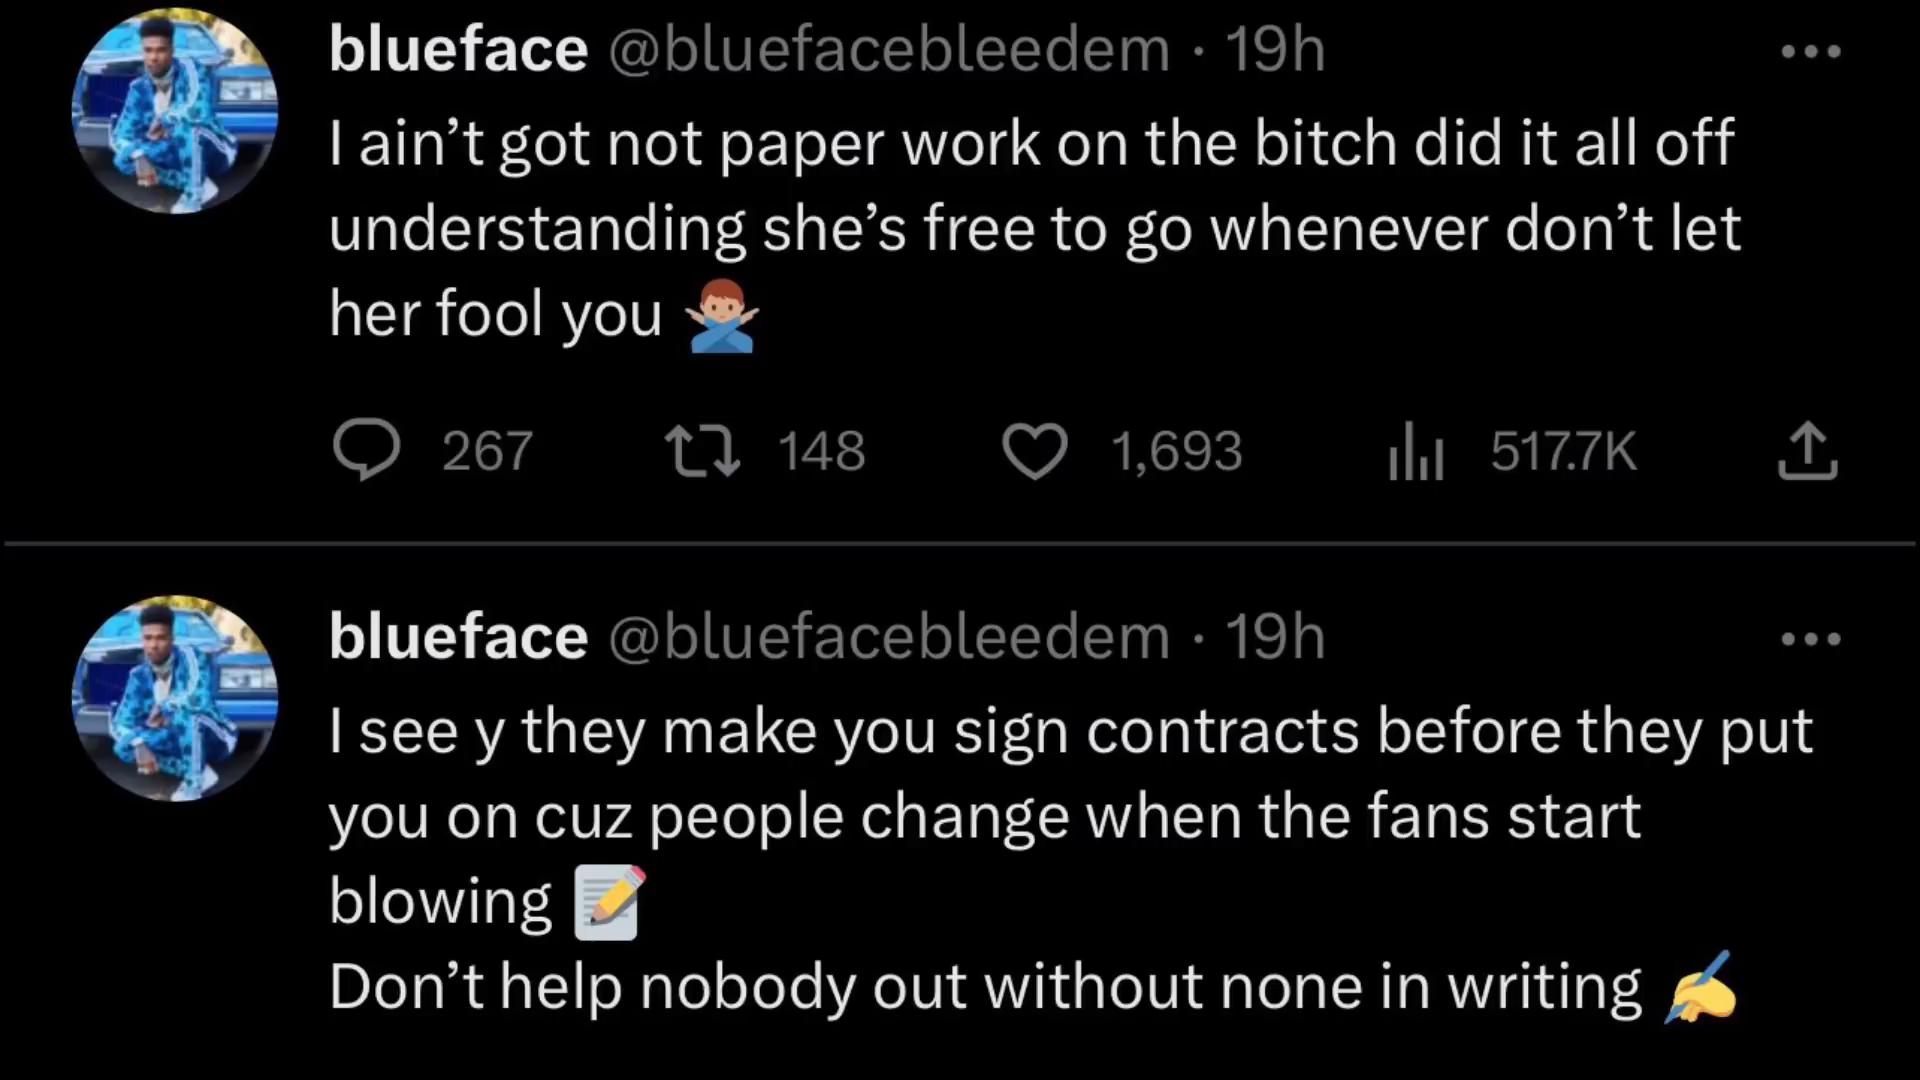 blueface @bluefacebleedem · 19h
I ain’t got not paper work on the bitch did it all off
understanding she’s free to go whenever don’t let
her fool you 🙅🏽‍♂️
267 148 1,693 517.7K
blueface @bluefacebleedem · 19h
I see y they make you sign contracts before they put
you on cuz people change when the fans start
blowing 📝
Don’t help nobody out without none in writing ✍️